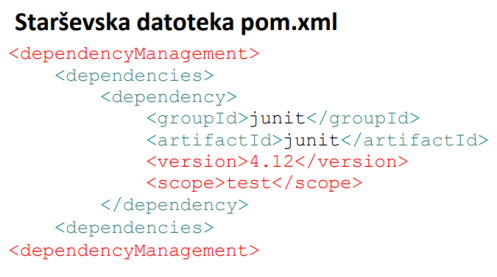 Starševska datoteka pom.xml
<dependencyManagement>
<dependencies>
<dependency>
<groupId>junit</groupId>
<artifactId>junit</artifactId>
<version>4.12</version>
<scope>test</scope>
</dependency>
<dependencies>
<dependencyManagement>